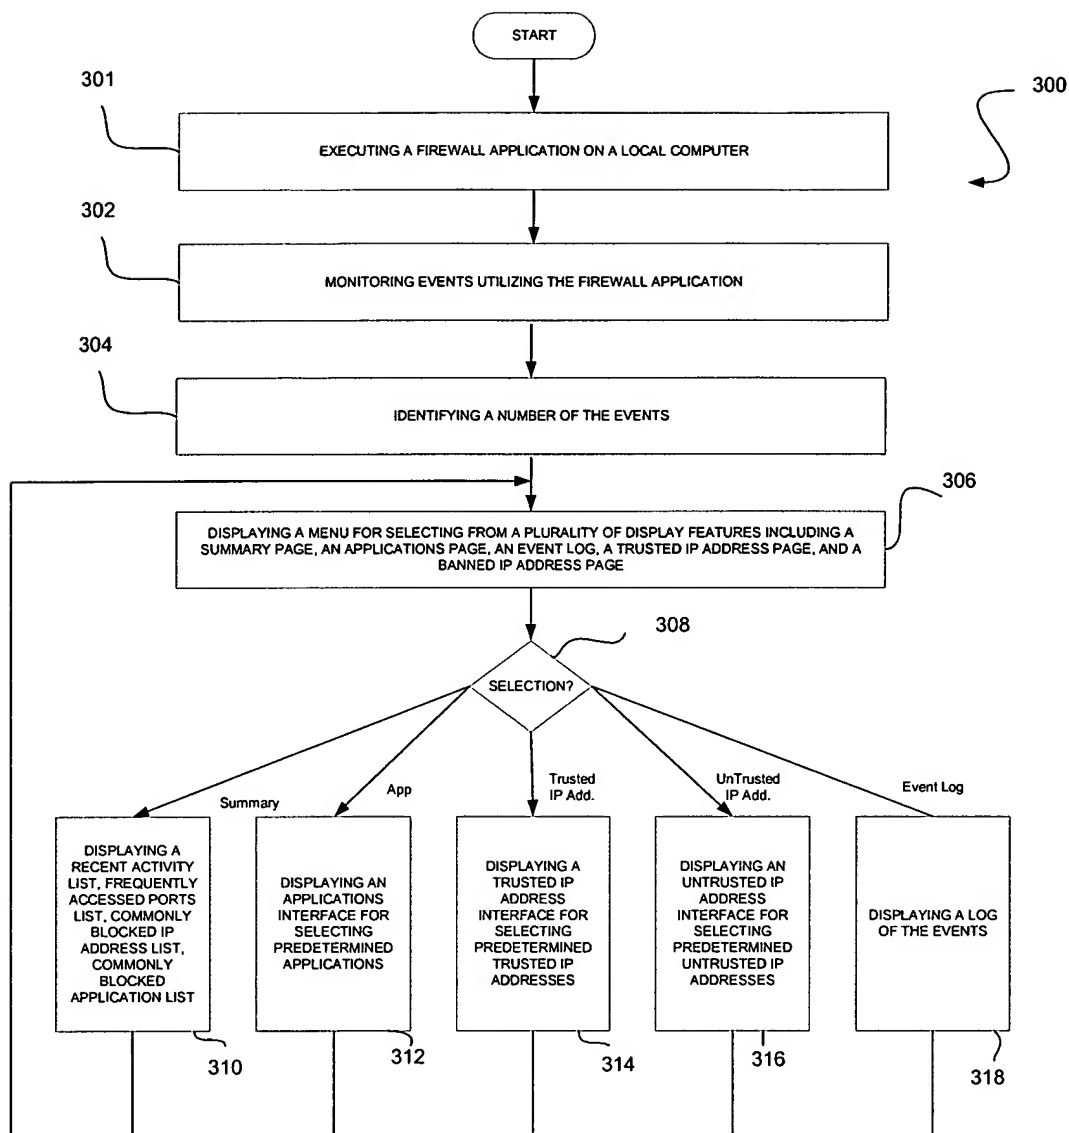 START
301
300
EXECUTING A FIREWALL APPLICATION ON A LOCAL COMPUTER
302
MONITORING EVENTS UTILIZING THE FIREWALL APPLICATION
304
IDENTIFYING A NUMBER OF THE EVENTS
306
DISPLAYING A MENU FOR SELECTING FROM A PLURALITY OF DISPLAY FEATURES INCLUDING A
SUMMARY PAGE, AN APPLICATIONS PAGE, AN EVENT LOG, A TRUSTED IP ADDRESS PAGE, AND A
BANNED IP ADDRESS PAGE
308
SELECTION?
Summary
App
Trusted
IP Add.
UnTrusted
IP Add.
Event Log
DISPLAYING A
RECENT ACTIVITY
LIST, FREQUENTLY
ACCESSED PORTS
LIST, COMMONLY
BLOCKED IP
ADDRESS LIST,
COMMONLY
BLOCKED
APPLICATION LIST
310
DISPLAYING AN
APPLICATIONS
INTERFACE FOR
SELECTING
PREDETERMINED
APPLICATIONS
312
DISPLAYING A
TRUSTED IP
ADDRESS
INTERFACE FOR
SELECTING
PREDETERMINED
TRUSTED IP
ADDRESSES
314
DISPLAYING AN
UNTRUSTED IP
ADDRESS
INTERFACE FOR
SELECTING
PREDETERMINED
UNTRUSTED IP
ADDRESSES
316
DISPLAYING A LOG
OF THE EVENTS
318